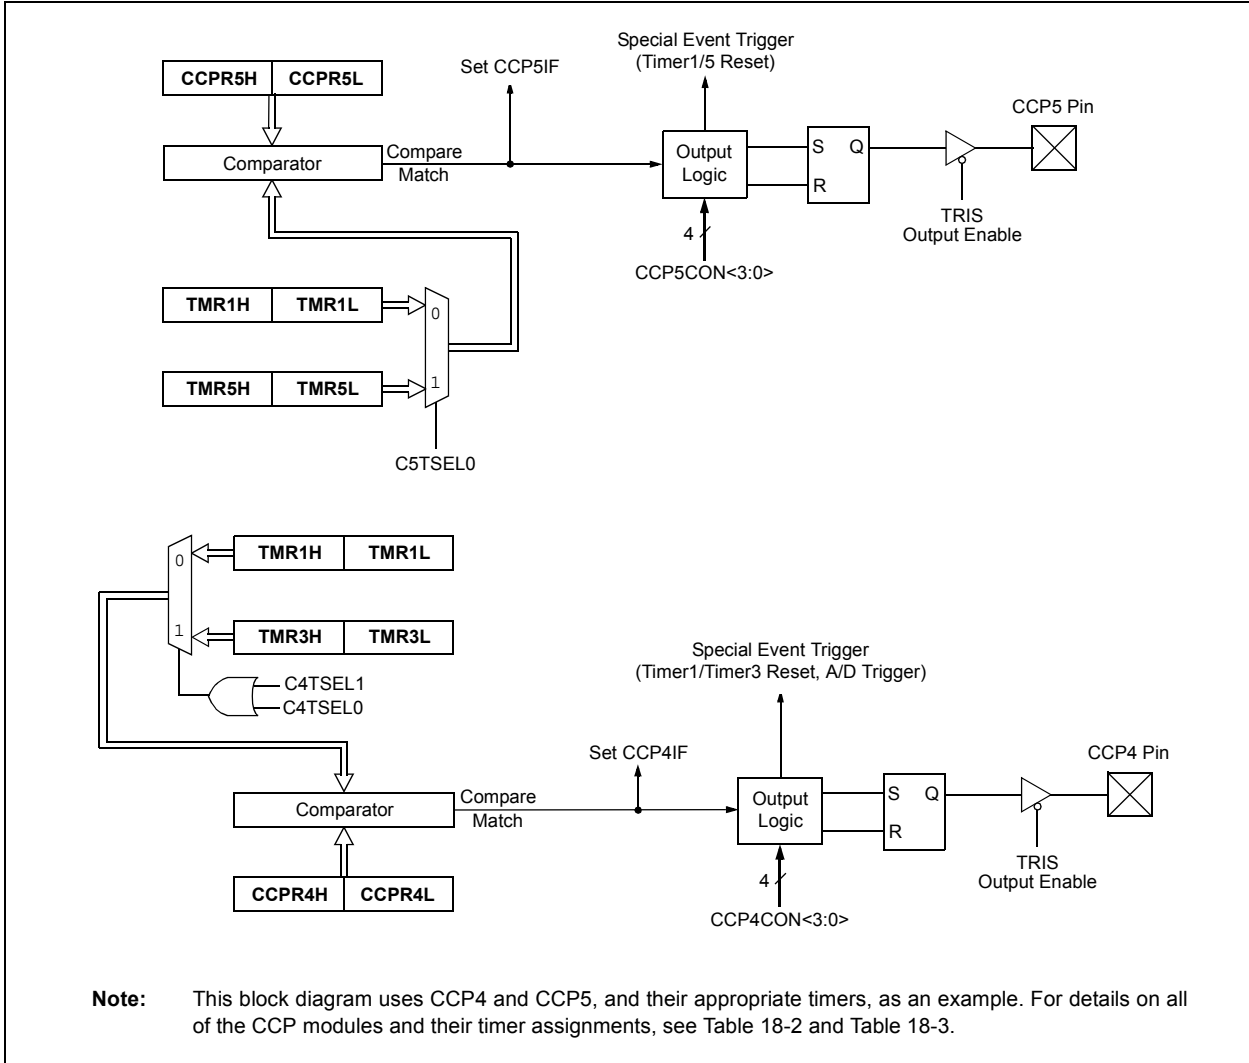 Special Event Trigger
(Timer1/5 Reset)
Set CCP5IF
CCPR5H CCPR5L
CCP5 Pin
Comparator
Compare
Match
Output
Logic
S Q
R
TRIS
Output Enable
4
CCP5CON<3:0>
TMR1H TMR1L
0
TMR5H TMR5L
1
C5TSEL0
0
TMR1H TMR1L
1
TMR3H TMR3L
C4TSEL1
C4TSEL0
Special Event Trigger
(Timer1/Timer3 Reset, A/D Trigger)
Set CCP4IF
CCP4 Pin
Comparator
Compare
Match
Output
Logic
S Q
R
TRIS
Output Enable
4
CCPR4H CCPR4L
CCP4CON<3:0>
Note: This block diagram uses CCP4 and CCP5, and their appropriate timers, as an example. For details on all
of the CCP modules and their timer assignments, see Table 18-2 and Table 18-3.